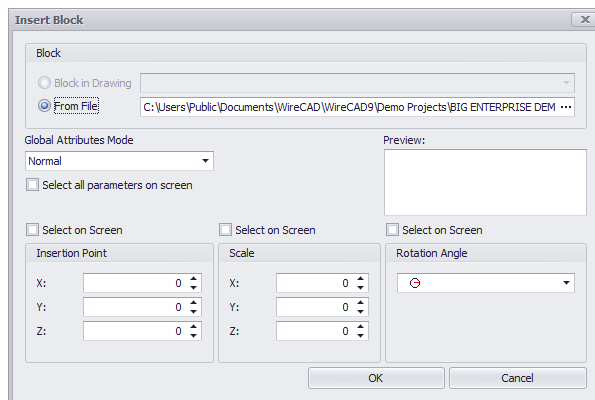 Insert Block
Block
Block in Drawing
From File C:\Users\Public\Documents\WireCAD\WireCAD9\Demo Projects\BIG ENTERPRISE DEM ...
Global Attributes Mode Preview:
Normal
Select all parameters on screen
Select on Screen Select on Screen Select on Screen
Insertion Point Scale Rotation Angle
X: 0 X: 0
Y: 0 Y: 0
Z: 0 Z: 0
OK Cancel